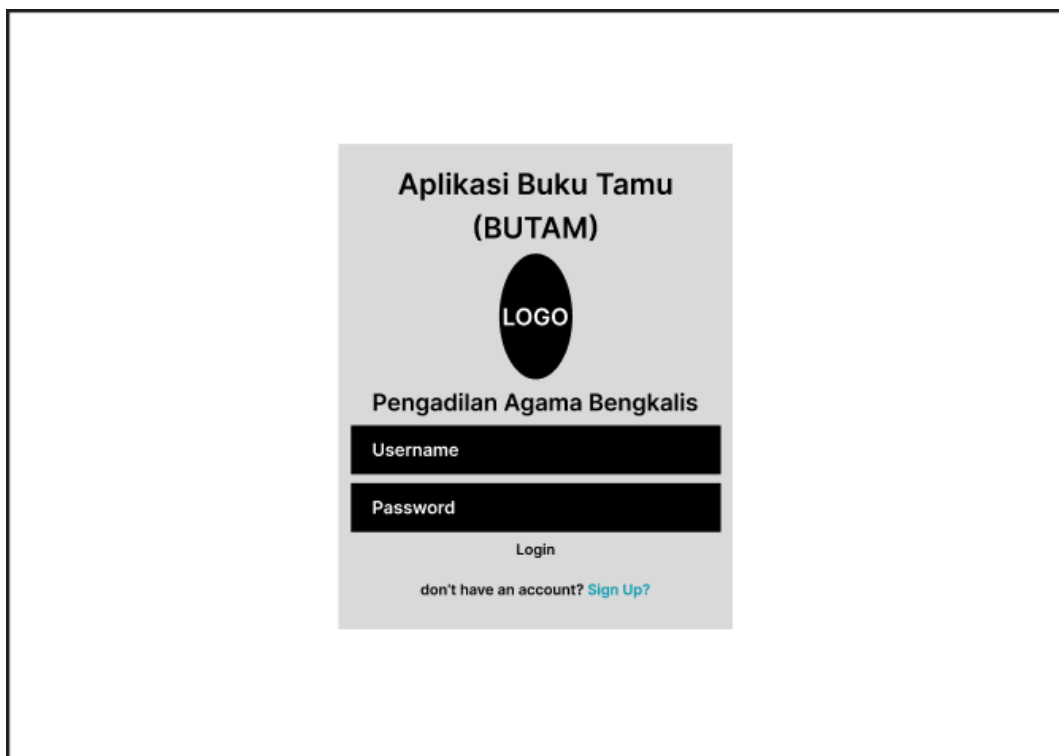 Aplikasi Buku Tamu
(BUTAM)
LOGO
Pengadilan Agama Bengkalis
Username
Password
Login
don't have an account? Sign Up?